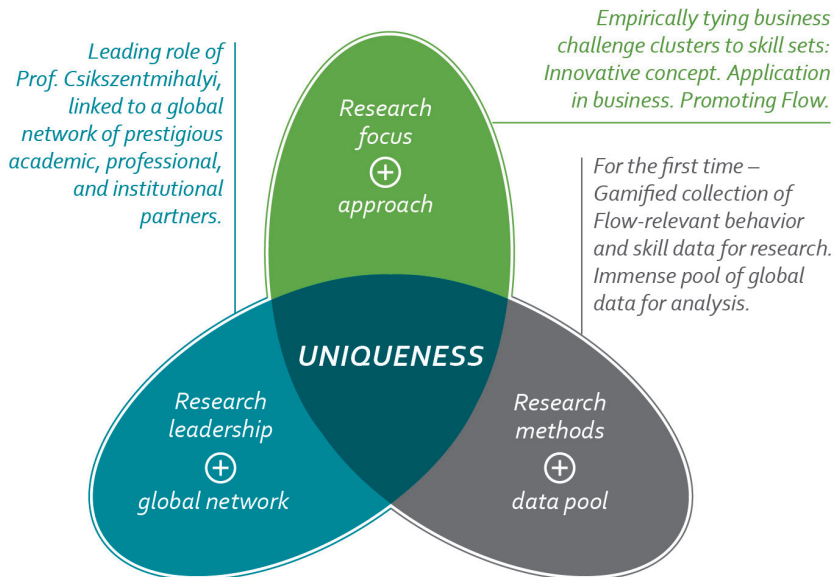 Leading role of
Prof. Csikszentmihalyi,
linked to a global
network of prestigious
academic, professional,
and institutional
partners.
Empirically tying business
challenge clusters to skill sets:
Innovative concept. Application
in business. Promoting Flow.
For the first time –
Gamified collection of
Flow-relevant behavior
and skill data for research.
Immense pool of global
data for analysis.
Research
focus
+
approach
UNIQUENESS
Research
leadership
+
global network
Research
methods
+
data pool